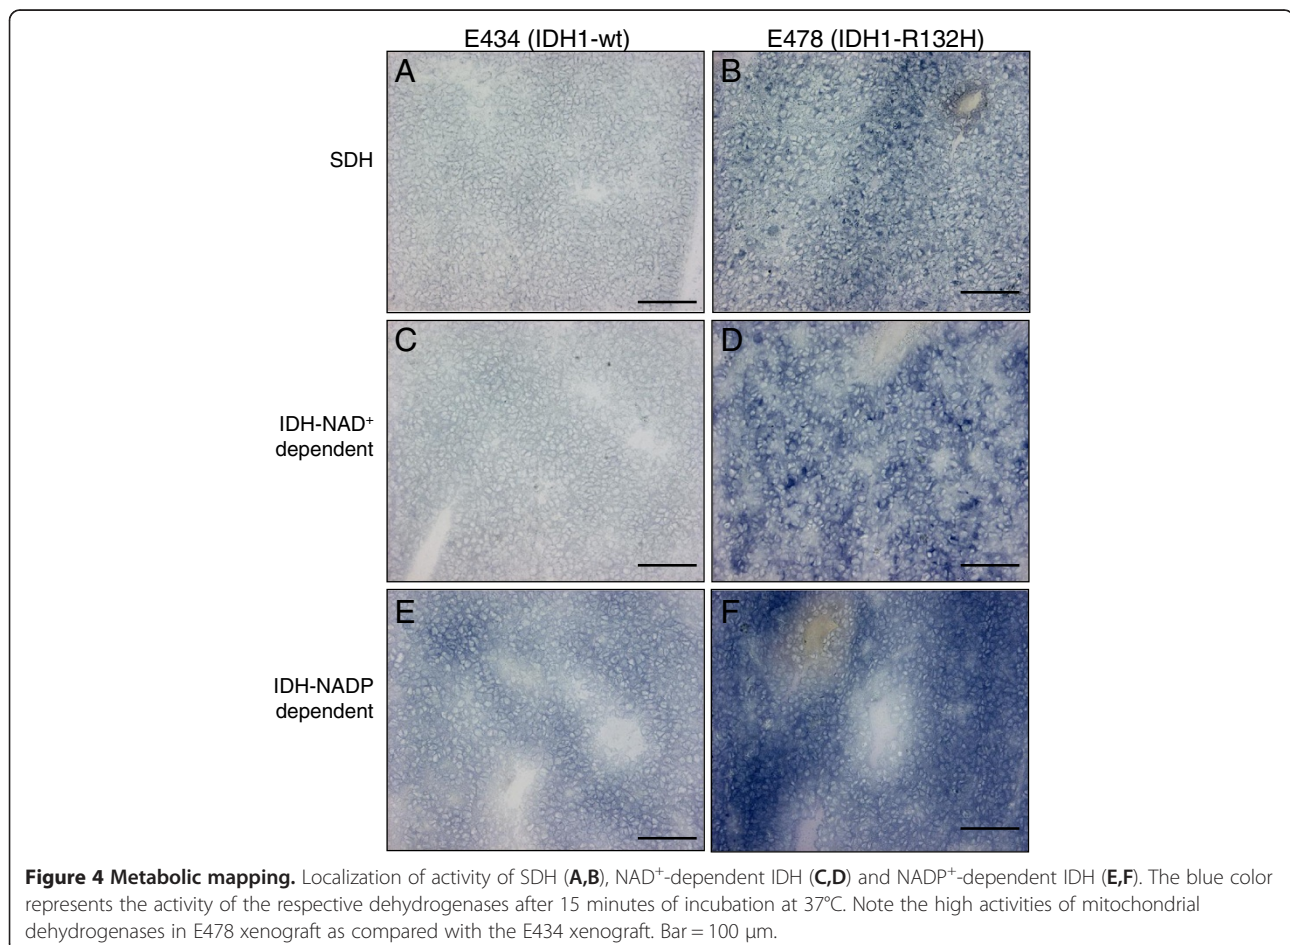 E434 (IDH1-wt)
E478 (IDH1-R132H)
A
B
SDH
C
D
IDH-NAD⁺
dependent
E
F
IDH-NADP
dependent
Figure 4 Metabolic mapping. Localization of activity of SDH (A,B), NAD⁺-dependent IDH (C,D) and NADP⁺-dependent IDH (E,F). The blue color
represents the activity of the respective dehydrogenases after 15 minutes of incubation at 37°C. Note the high activities of mitochondrial
dehydrogenases in E478 xenograft as compared with the E434 xenograft. Bar = 100 μm.